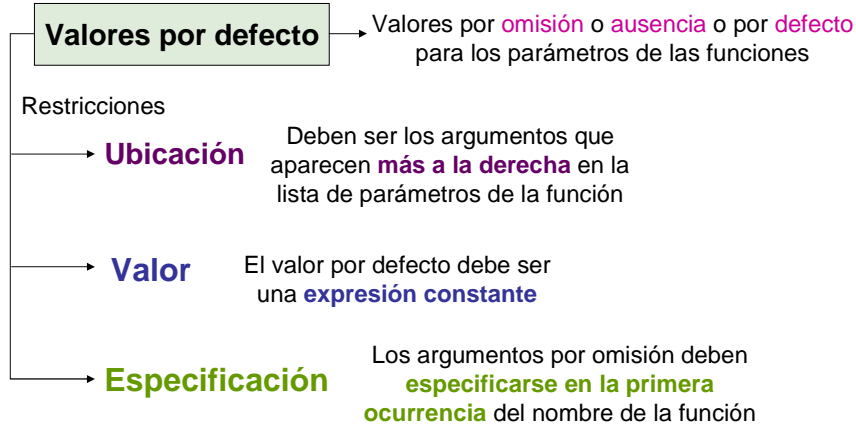 Valores por defecto
Valores por omisión o ausencia o por defecto
para los parámetros de las funciones
Restricciones
Ubicación
Deben ser los argumentos que
aparecen más a la derecha en la
lista de parámetros de la función
Valor
El valor por defecto debe ser
una expresión constante
Especificación
Los argumentos por omisión deben
especificarse en la primera
ocurrencia del nombre de la función